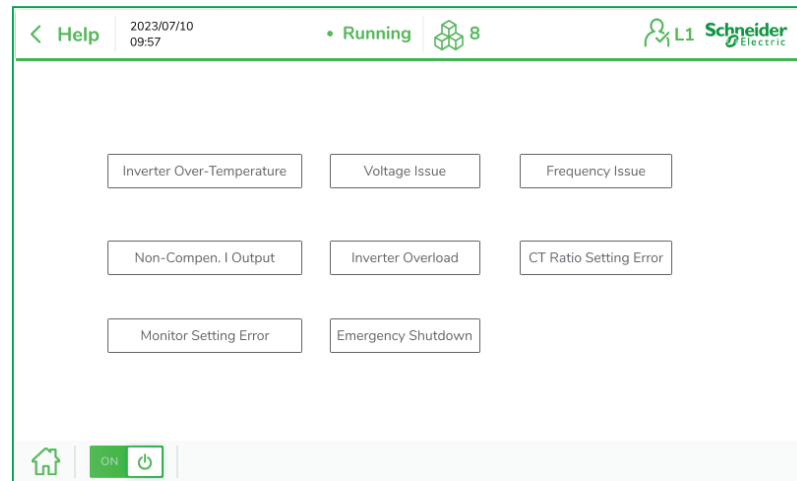 Help
2023/07/10
09:57
• Running
8
L1
Schneider
Electric
Inverter Over-Temperature
Voltage Issue
Frequency Issue
Non-Compen. I Output
Inverter Overload
CT Ratio Setting Error
Monitor Setting Error
Emergency Shutdown
ON